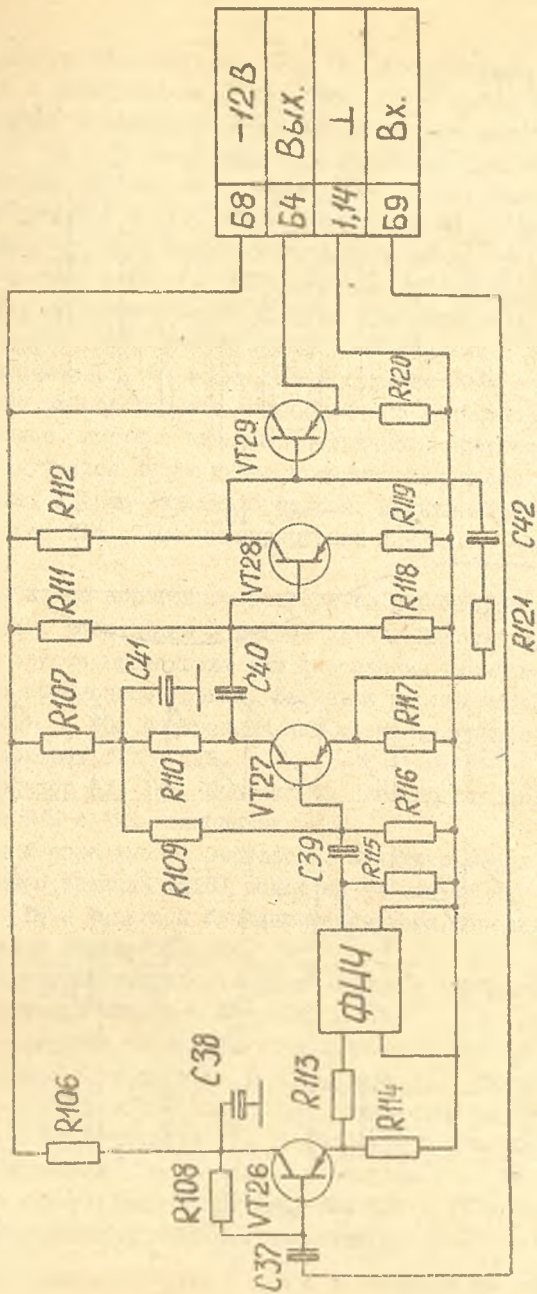 Б8 -12В
Б4 Вых.
1,14 ⊥
Б9 Вх.
R106
R107
R111
R112
C38
R108
VT26
C37
R113
R114
ФНЧ
R109
R110
C41
C39
R115
R116
VT27
R117
C40
VT28
R118
R119
VT29
R120
R121
C42